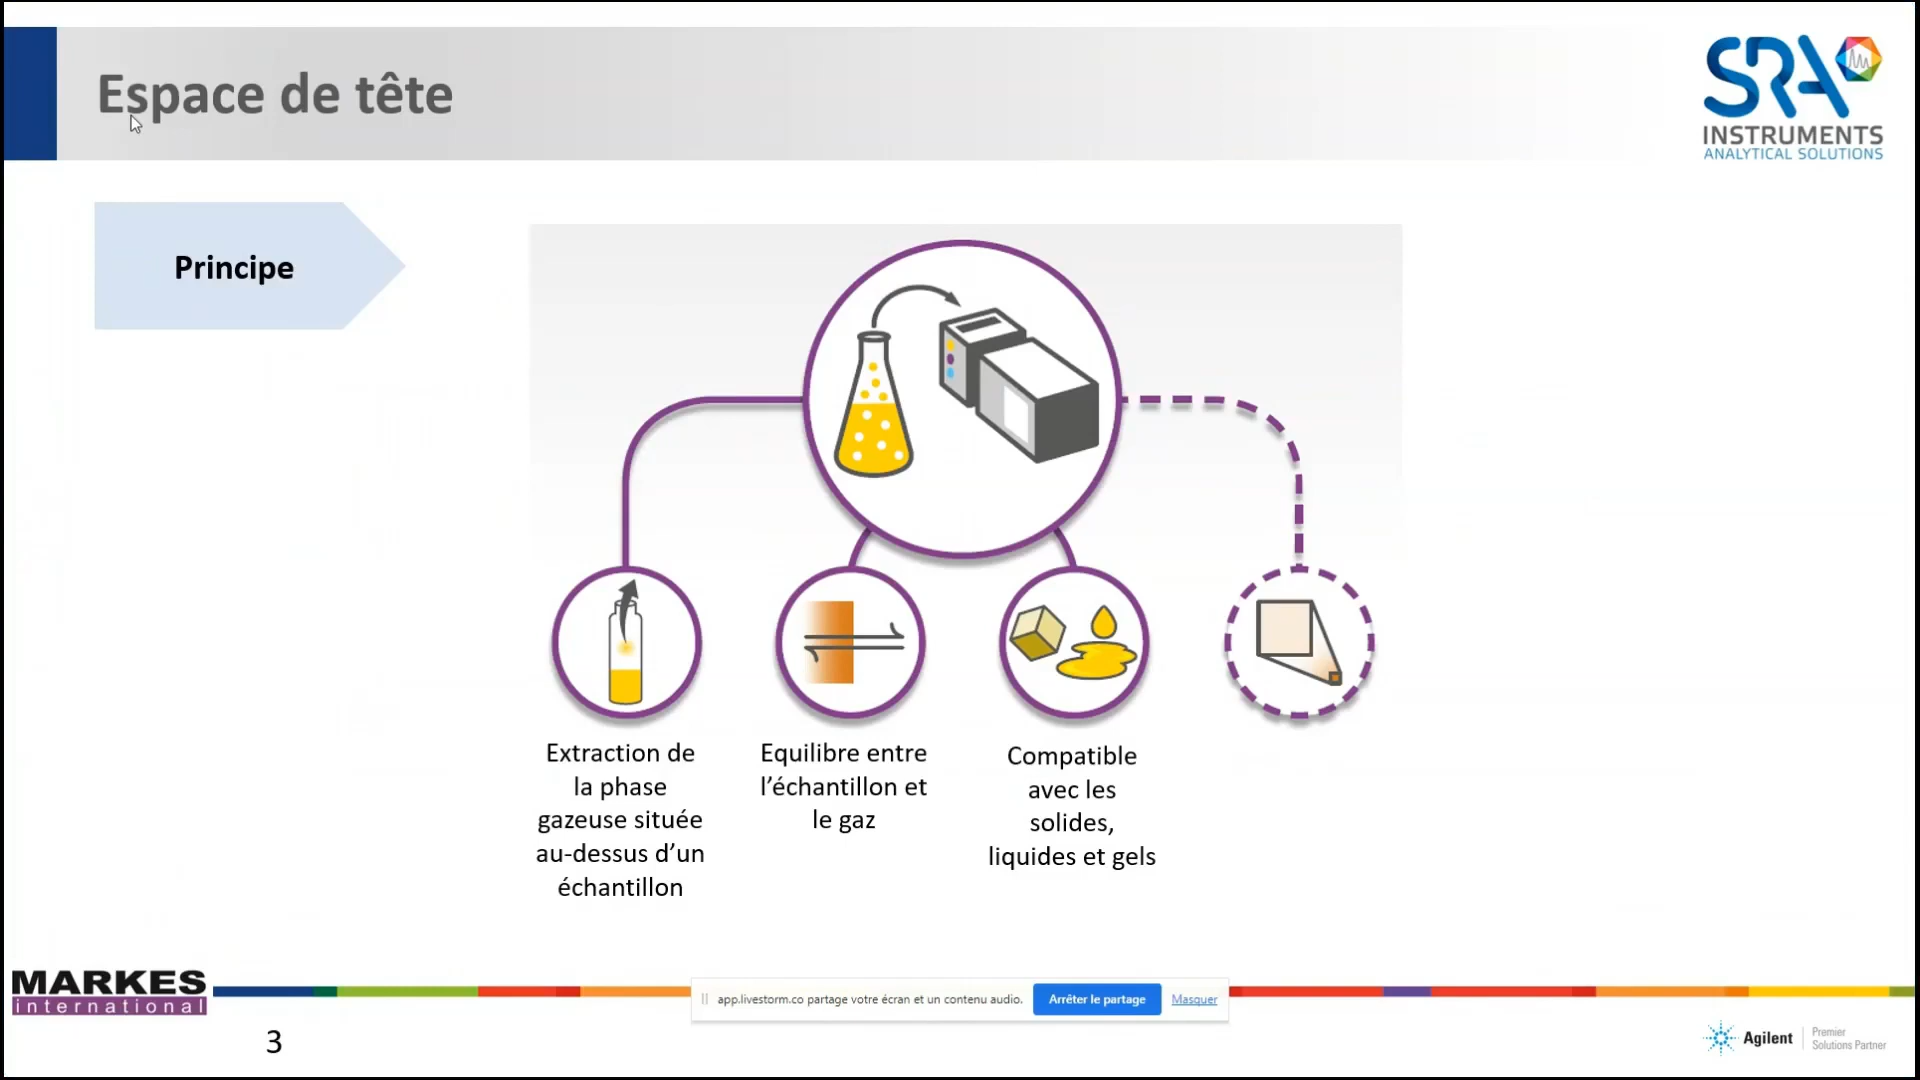 Espace de tête
SRA
INSTRUMENTS
ANALYTICAL SOLUTIONS
Principe
Extraction de
la phase
gazeuse située
au-dessus d’un
échantillon
Equilibre entre
l’échantillon et
le gaz
Compatible
avec les
solides,
liquides et gels
MARKES
international
app.livestorm.co partage votre écran et un contenu audio.
Arrêter le partage
Masquer
3
Agilent
Premier
Solutions Partner